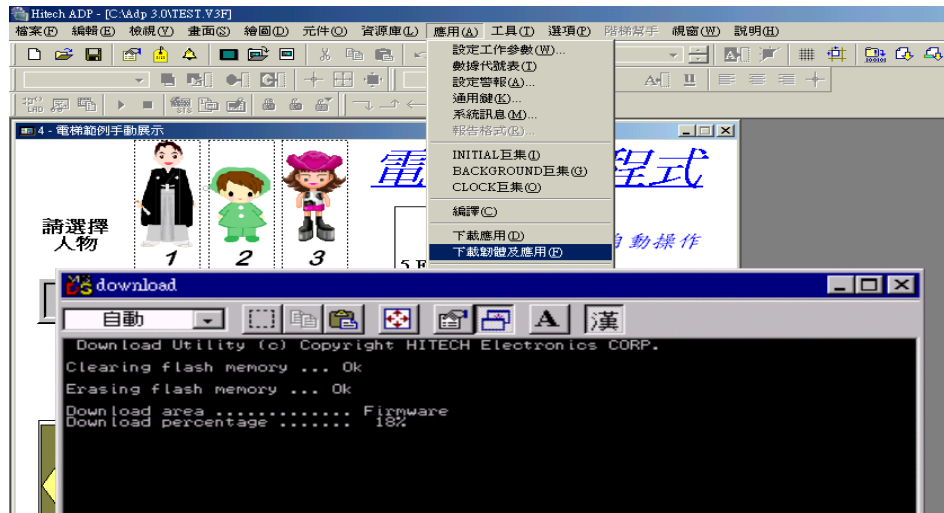 Hitech ADP - [C:\Adp 3.0\TEST.V3F]
檔案(F) 編輯(E) 檢視(V) 畫面(S) 繪圖(D) 元件(O) 資源庫(L) 應用(A) 工具(T) 選項(P) 階梯幫手 視窗(W) 說明(H)
設定工作參數(W)...
數據代號表(T)
設定警報(A)...
通用鍵(K)...
系統訊息(M)...
報告格式(R)...
INITIAL巨集(I)
BACKGROUND巨集(G)
CLOCK巨集(O)
編譯(C)
下載應用(D)
下載韌體及應用(F)
4 - 電梯範例手動展示
電
程式
請選擇
人物
1 2 3
自動操作
download
自動
A 漢
Download Utility (c) Copyright HITECH Electronics CORP.
Clearing flash memory ... Ok
Erasing flash memory ... Ok
Download area ............. Firmware
Download percentage ....... 18%